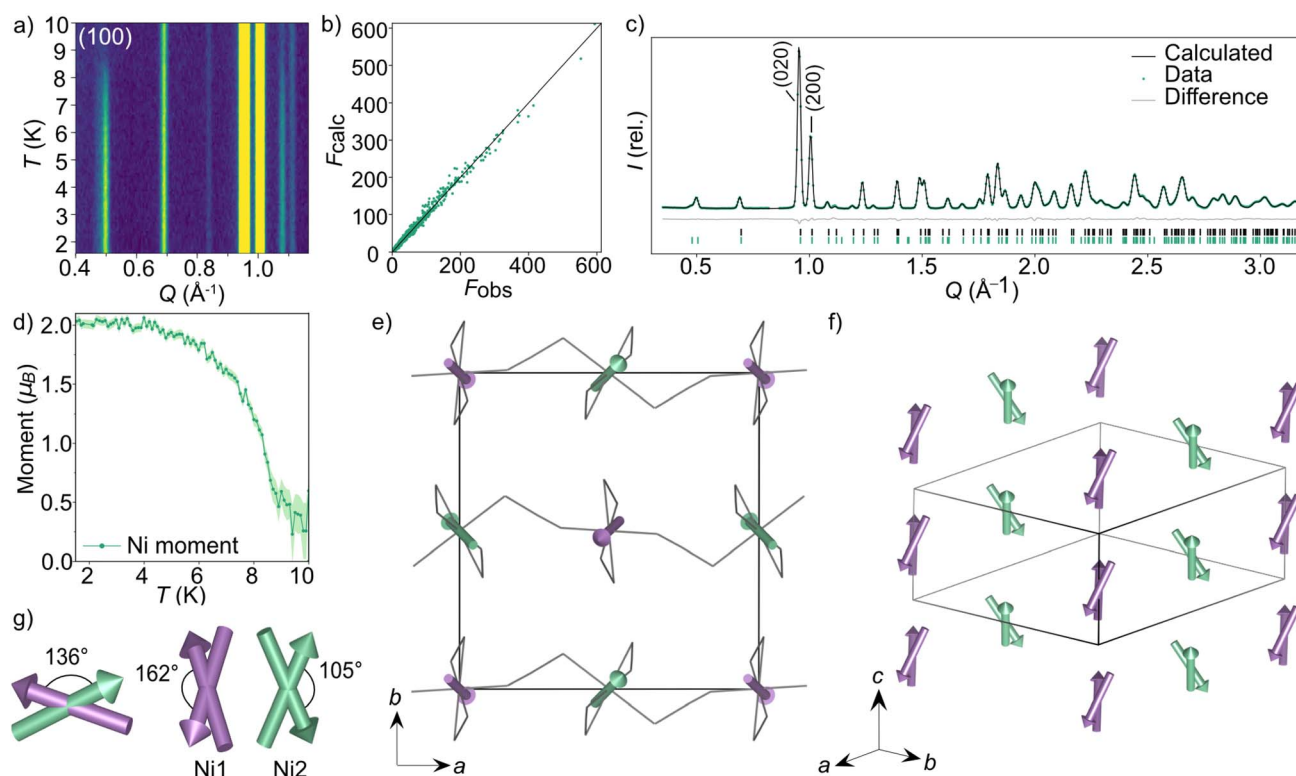 a)
(100)
10
9
8
7
6
5
4
3
2
T (K)
0.4 0.6 0.8 1.0
Q (Å-1)
b)
600
500
400
300
200
100
0
Fcalc
0 200 400 600
Fobs
c)
(020)
(200)
Calculated
Data
Difference
I (rel.)
0.5 1.0 1.5 2.0 2.5 3.0
Q (Å–1)
d)
2.0
1.5
1.0
0.5
0.0
Moment (μB)
Ni moment
2 4 6 8 10
T (K)
e)
b
a
f)
c
a b
g)
136°
162°
105°
Ni1 Ni2